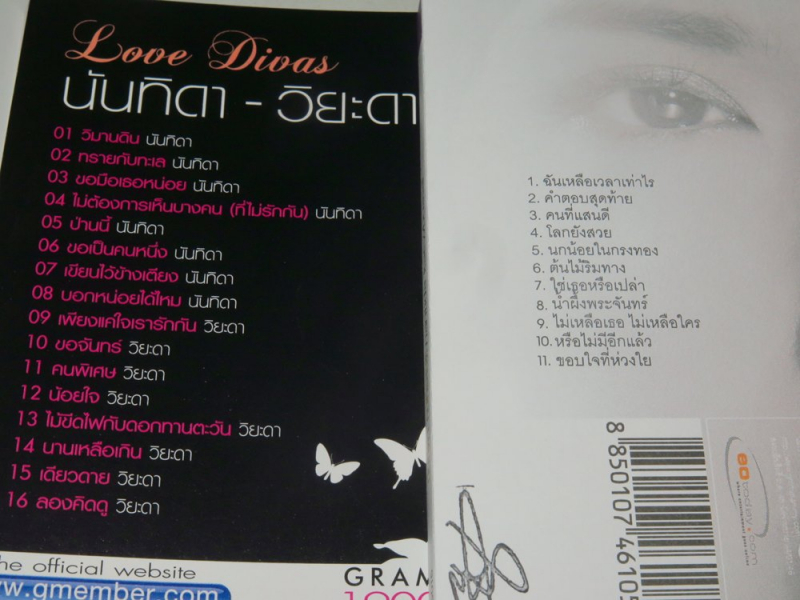 Love Divas
นันทิดา - วิยะดา
01 วิมานดิน นันทิดา
02 ทรายกับทะเล นันทิดา
03 ขอมือเธอหน่อย นันทิดา
04 ไม่ต้องการเห็นบางคน (ที่ไม่รักกัน) นันทิดา
05 ป่านนี้ นันทิดา
06 ขอเป็นคนหนึ่ง นันทิดา
07 เขียนไว้ข้างเตียง นันทิดา
08 บอกหน่อยได้ไหม นันทิดา
09 เพียงแค่ใจเรารักกัน วิยะดา
10 ขอจันทร์ วิยะดา
11 คนพิเศษ วิยะดา
12 น้อยใจ วิยะดา
13 ไม้ขีดไฟกับดอกทานตะวัน วิยะดา
14 นานเหลือเกิน วิยะดา
15 เดียวดาย วิยะดา
16 ลองคิดดู วิยะดา
he official website
www.gmember.com
GRAM
1. ฉันเหลือเวลาเท่าไร
2. คำตอบสุดท้าย
3. คนที่แสนดี
4. โลกยังสวย
5. นกน้อยในกรงทอง
6. ต้นไม้ริมทาง
7. ใช่เธอหรือเปล่า
8. น้ำผึ้งพระจันทร์
9. ไม่เหลือเธอ ไม่เหลือใคร
10. หรือไม่มีอีกแล้ว
11. ขอบใจที่ห่วงใย
8 850107 46105